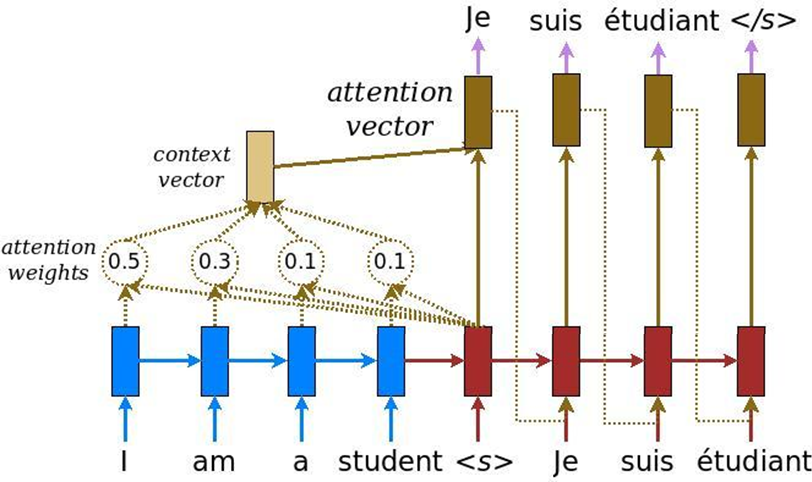 Je suis étudiant </s>
attention
vector
context
vector
attention
weights
0.5 0.3 0.1 0.1
I am a student <s> Je suis étudiant